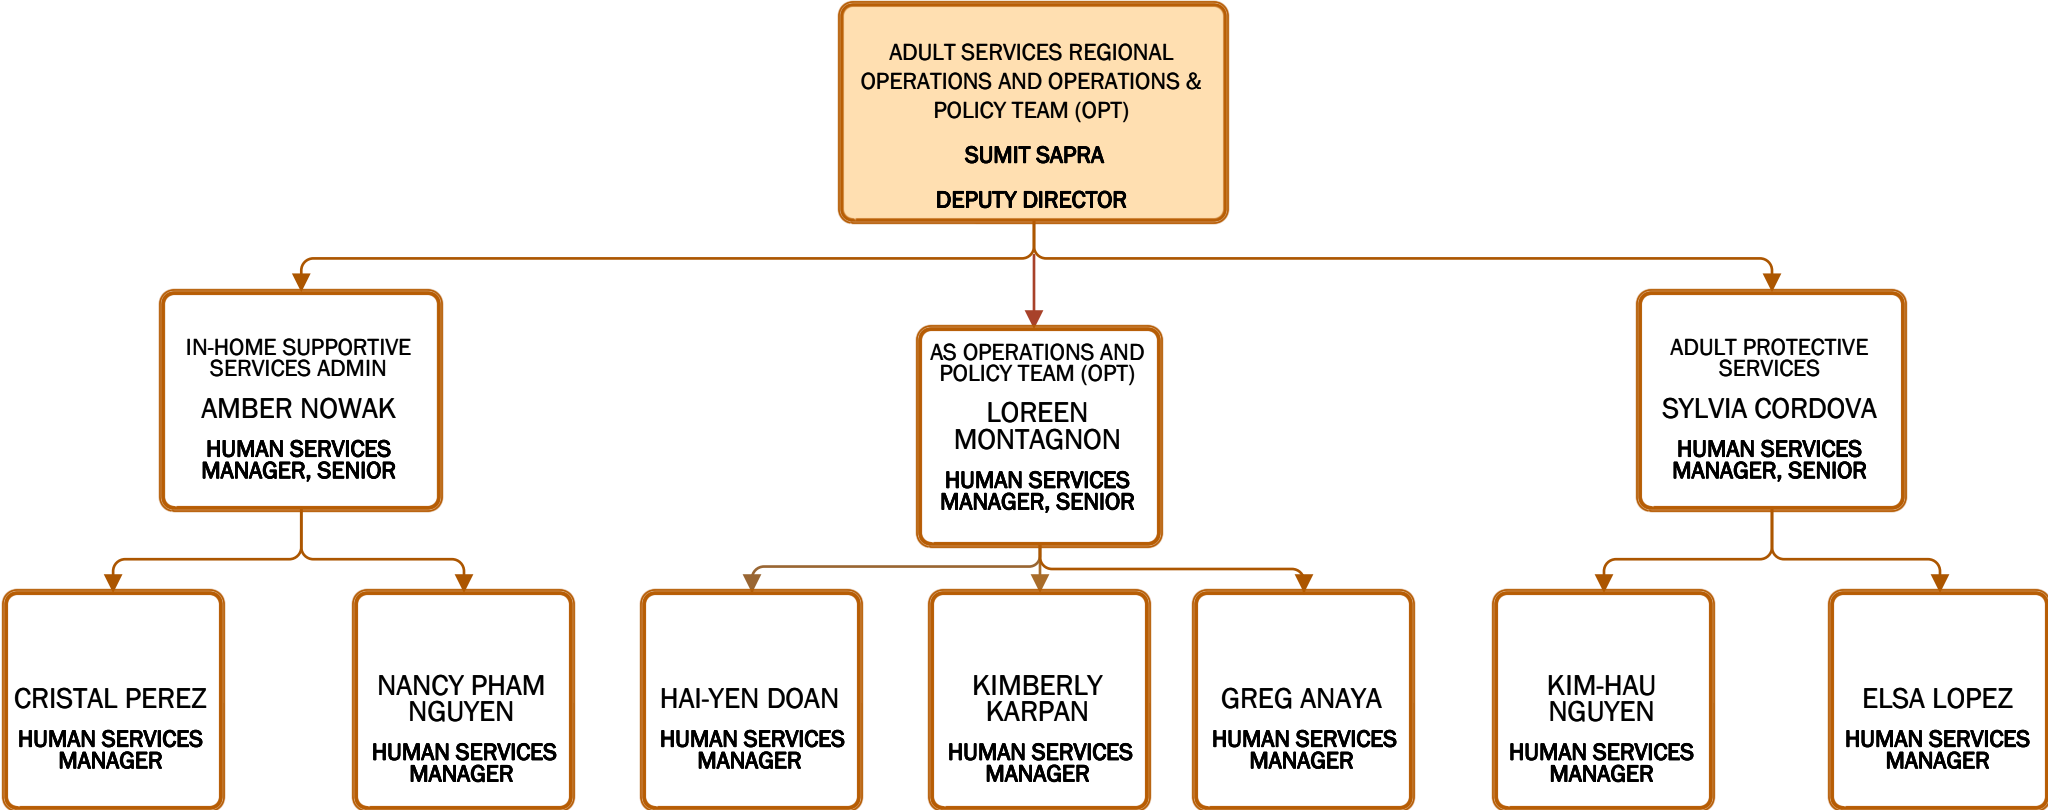 ADULT SERVICES REGIONAL
OPERATIONS AND OPERATIONS &
POLICY TEAM (OPT)
SUMIT SAPRA
DEPUTY DIRECTOR
IN-HOME SUPPORTIVE
SERVICES ADMIN
AMBER NOWAK
HUMAN SERVICES
MANAGER, SENIOR
AS OPERATIONS AND
POLICY TEAM (OPT)
LOREEN
MONTAGNON
HUMAN SERVICES
MANAGER, SENIOR
ADULT PROTECTIVE
SERVICES
SYLVIA CORDOVA
HUMAN SERVICES
MANAGER, SENIOR
CRISTAL PEREZ
HUMAN SERVICES
MANAGER
NANCY PHAM
NGUYEN
HUMAN SERVICES
MANAGER
HAI-YEN DOAN
HUMAN SERVICES
MANAGER
KIMBERLY
KARPAN
HUMAN SERVICES
MANAGER
GREG ANAYA
HUMAN SERVICES
MANAGER
KIM-HAU
NGUYEN
HUMAN SERVICES
MANAGER
ELSA LOPEZ
HUMAN SERVICES
MANAGER